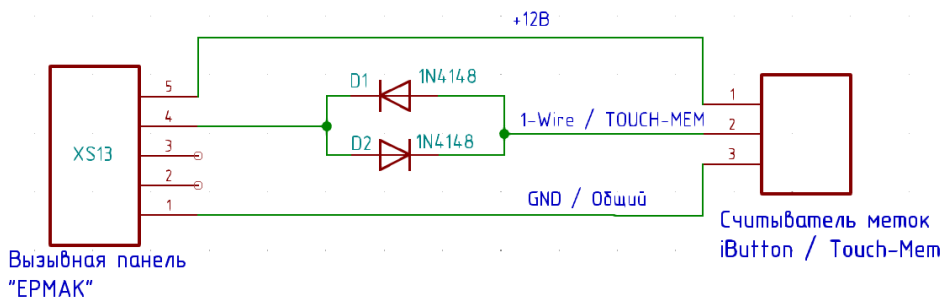 +12В
D1 1N4148
5
1
4
1-Wire / TOUCH-MEM
2
XS13
3
D2 1N4148
3
2
GND / Общий
1
Считыватель меток
iButton / Touch-Mem
Вызывная панель
"ЕРМАК"